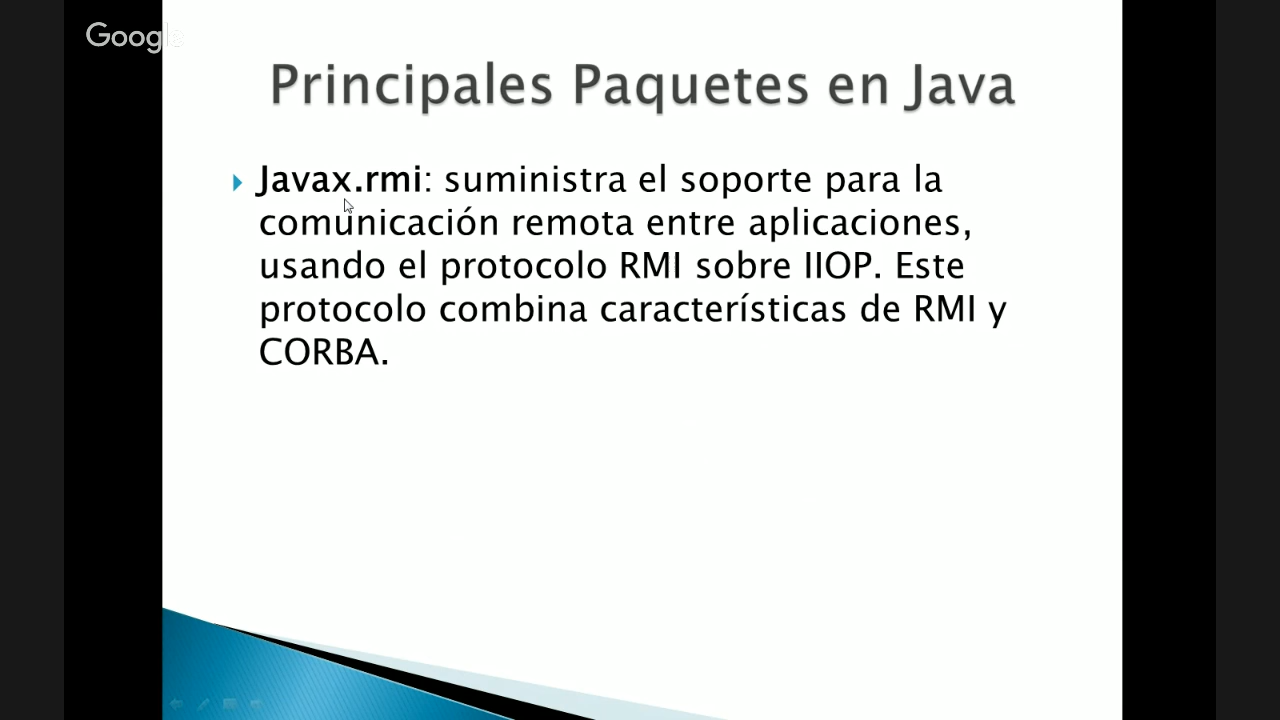 Google
Principales Paquetes en Java
Javax.rmi: suministra el soporte para la
comunicación remota entre aplicaciones,
usando el protocolo RMI sobre IIOP. Este
protocolo combina características de RMI y
CORBA.